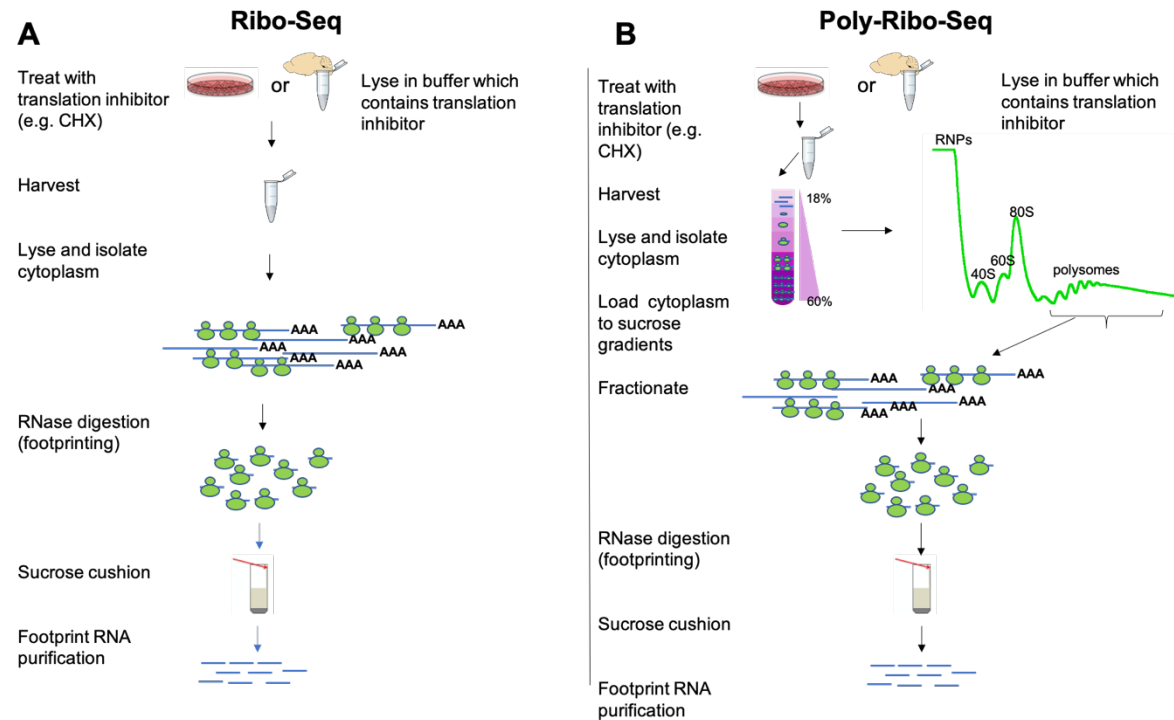 A
Ribo-Seq
Treat with
translation inhibitor
(e.g. CHX)
or
Lyse in buffer which
contains translation
inhibitor
Harvest
Lyse and isolate
cytoplasm
AAA
AAA
AAA
AAA
AAA
AAA
RNase digestion
(footprinting)
Sucrose cushion
Footprint RNA
purification
B
Poly-Ribo-Seq
Treat with
translation
inhibitor (e.g.
CHX)
or
Lyse in buffer which
contains translation
inhibitor
RNPs
18%
80S
60S
40S
polysomes
60%
Harvest
Lyse and isolate
cytoplasm
Load cytoplasm
to sucrose
gradients
Fractionate
AAA
AAA
AAA
AAA
AAA
AAA
RNase digestion
(footprinting)
Sucrose cushion
Footprint RNA
purification